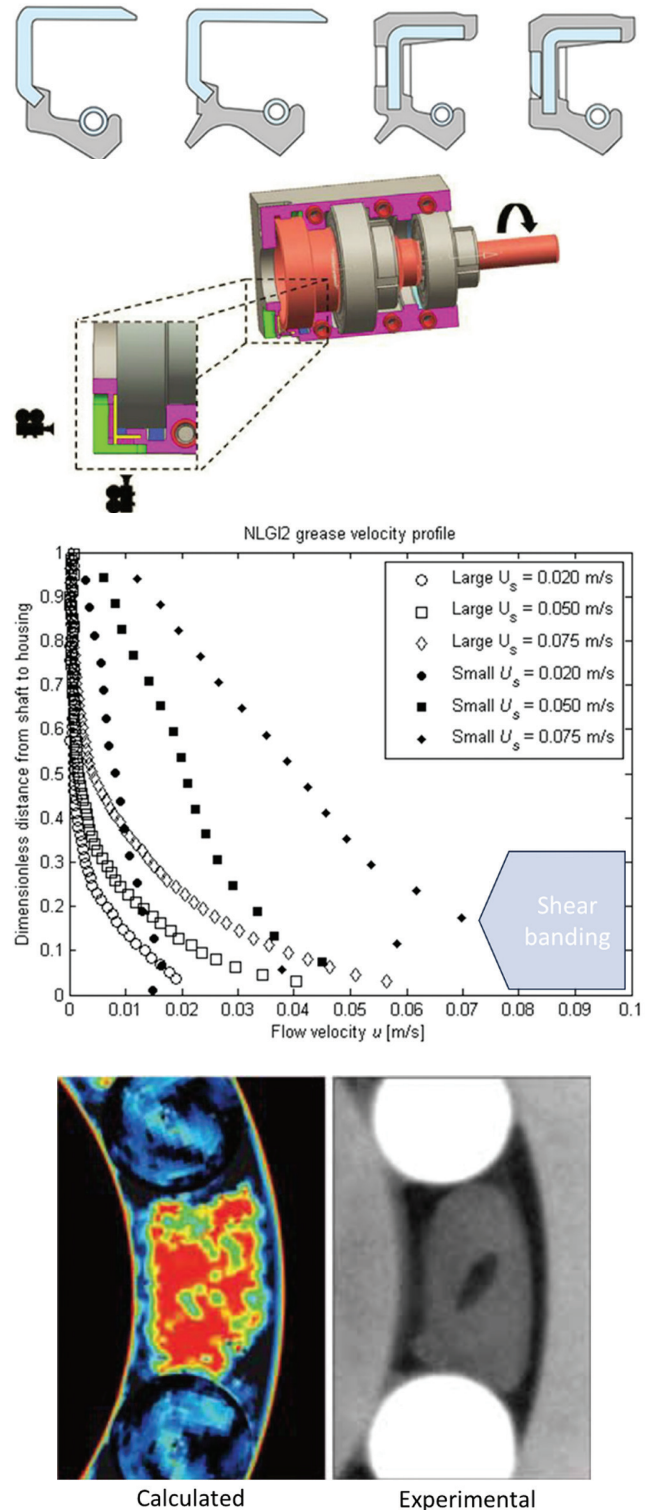 NLGI2 grease velocity profile
Dimensionless distance from shaft to housing
1
0.9
0.8
0.7
0.6
0.5
0.4
0.3
0.2
0.1
0
Large U_s = 0.020 m/s
Large U_s = 0.050 m/s
Large U_s = 0.075 m/s
Small U_s = 0.020 m/s
Small U_s = 0.050 m/s
Small U_s = 0.075 m/s
Shear
banding
0 0.01 0.02 0.03 0.04 0.05 0.06 0.07 0.08 0.09 0.1
Flow velocity u [m/s]
Calculated Experimental